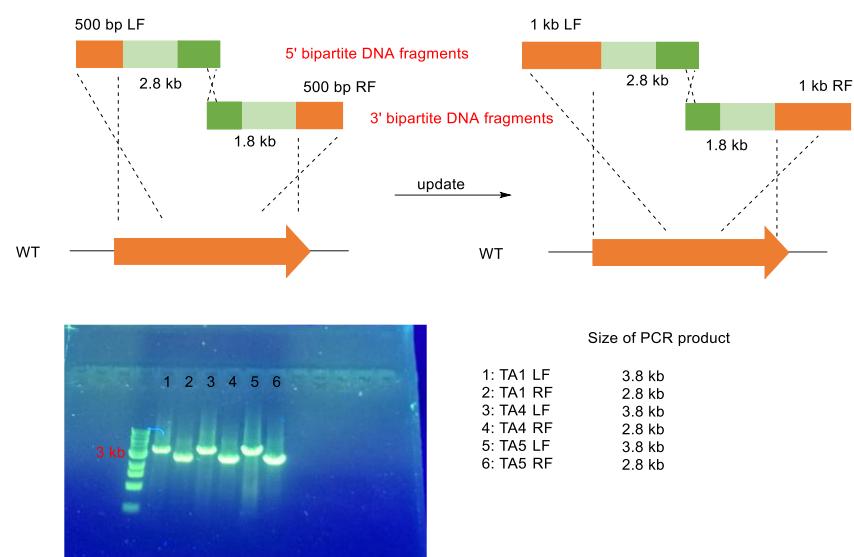 500 bp LF
1 kb LF
5' bipartite DNA fragments
2.8 kb
500 bp RF
2.8 kb
1 kb RF
3' bipartite DNA fragments
1.8 kb
1.8 kb
update
WT
WT
Size of PCR product
1: TA1 LF 3.8 kb
2: TA1 RF 2.8 kb
3: TA4 LF 3.8 kb
4: TA4 RF 2.8 kb
5: TA5 LF 3.8 kb
6: TA5 RF 2.8 kb
1 2 3 4 5 6
3 kb